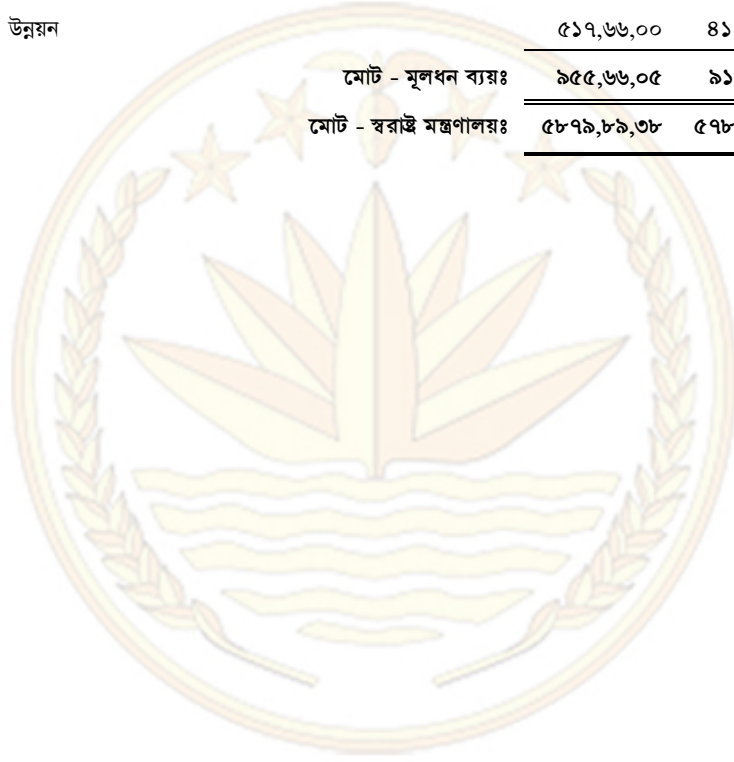 উন্নয়ন ৫১৭,৬৬,০০ ৪১
মোট - মূলধন ব্যয়ঃ ৯৫৫,৬৬,০৫ ৯১
মোট - স্বরাষ্ট্র মন্ত্রণালয়ঃ ৫৮৭৯,৮৯,৩৮ ৫৭৮